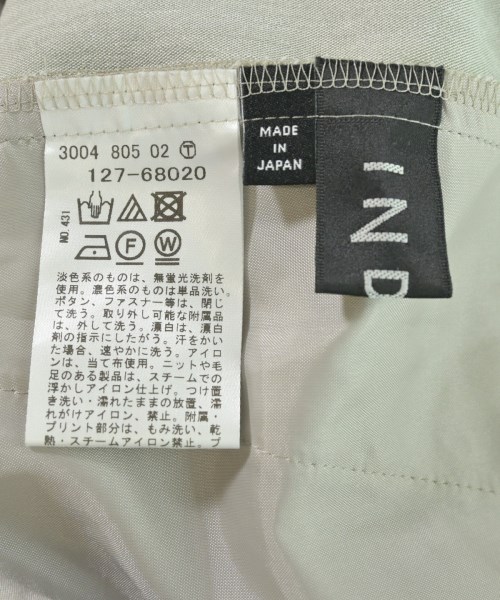 3004 805 02 Ⓣ
127-68020
NO.431
F
W
淡色系のものは、無蛍光洗剤を
使用。濃色系のものは単品洗い。
ボタン、ファスナー等は、閉じ
て洗う。取り外し可能な附属品
は、外して洗う。漂白は、漂白
剤の指示にしたがう。汗をかい
た場合、速やかに洗う。アイロ
ンは、当て布使用。ニットや毛
足のある製品は、スチームでの
浮かしアイロン仕上げ。つけ置
き洗い・濡れたままの放置、濡
れがけアイロン、禁止。附属・
プリント部分は、もみ洗い、乾
熱・スチームアイロン禁止。プ
MADE
IN
JAPAN
IND